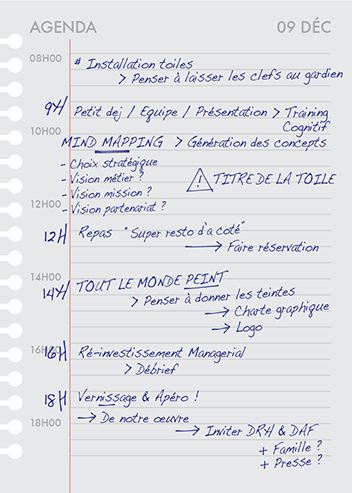 AGENDA 09 DÉC
08H00
# Installation toiles
> Penser à laisser les clefs au gardien
9H Petit dej / Equipe / Présentation > Training
Cognitif
10H00
MIND MAPPING > Génération des concepts
- Choix stratégique
- Vision métier ? ⚠ TITRE DE LA TOILE
- Vision mission ?
- Vision partenariat ?
12H00
12H Repas "Super resto d'a coté"
→ Faire réservation
14H00
14H TOUT LE MONDE PEINT
> Penser à donner les teintes
→ Charte graphique
→ Logo
16H00
16H Ré-investissement Managerial
> Débrief
18H Vernissage & Apéro !
→ De notre oeuvre
18H00
→ Inviter DRH & DAF
+ Famille ?
+ Presse ?